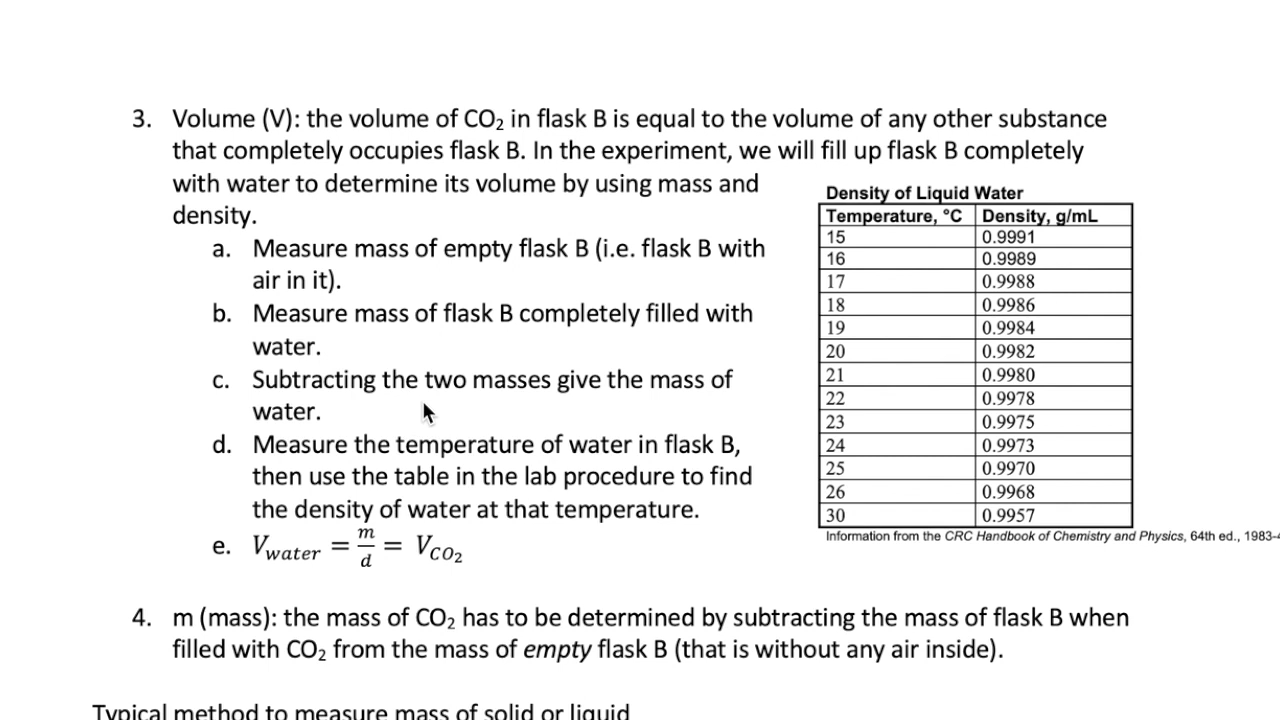 3. Volume (V): the volume of CO₂ in flask B is equal to the volume of any other substance
that completely occupies flask B. In the experiment, we will fill up flask B completely
with water to determine its volume by using mass and
density.
a. Measure mass of empty flask B (i.e. flask B with
air in it).
b. Measure mass of flask B completely filled with
water.
c. Subtracting the two masses give the mass of
water.
d. Measure the temperature of water in flask B,
then use the table in the lab procedure to find
the density of water at that temperature.
e. V_water = m/d = V_CO₂
Density of Liquid Water
Temperature, °C Density, g/mL
15 0.9991
16 0.9989
17 0.9988
18 0.9986
19 0.9984
20 0.9982
21 0.9980
22 0.9978
23 0.9975
24 0.9973
25 0.9970
26 0.9968
30 0.9957
Information from the CRC Handbook of Chemistry and Physics, 64th ed., 1983-
4. m (mass): the mass of CO₂ has to be determined by subtracting the mass of flask B when
filled with CO₂ from the mass of empty flask B (that is without any air inside).
Typical method to measure mass of solid or liquid